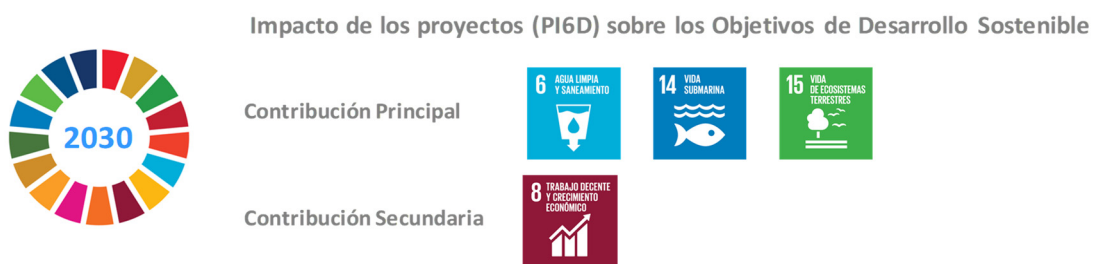 Impacto de los proyectos (PI6D) sobre los Objetivos de Desarrollo Sostenible
2030
Contribución Principal
6 AGUA LIMPIA
Y SANEAMIENTO
14 VIDA
SUBMARINA
15 VIDA
DE ECOSISTEMAS
TERRESTRES
Contribución Secundaria
8 TRABAJO DECENTE
Y CRECIMIENTO
ECONÓMICO